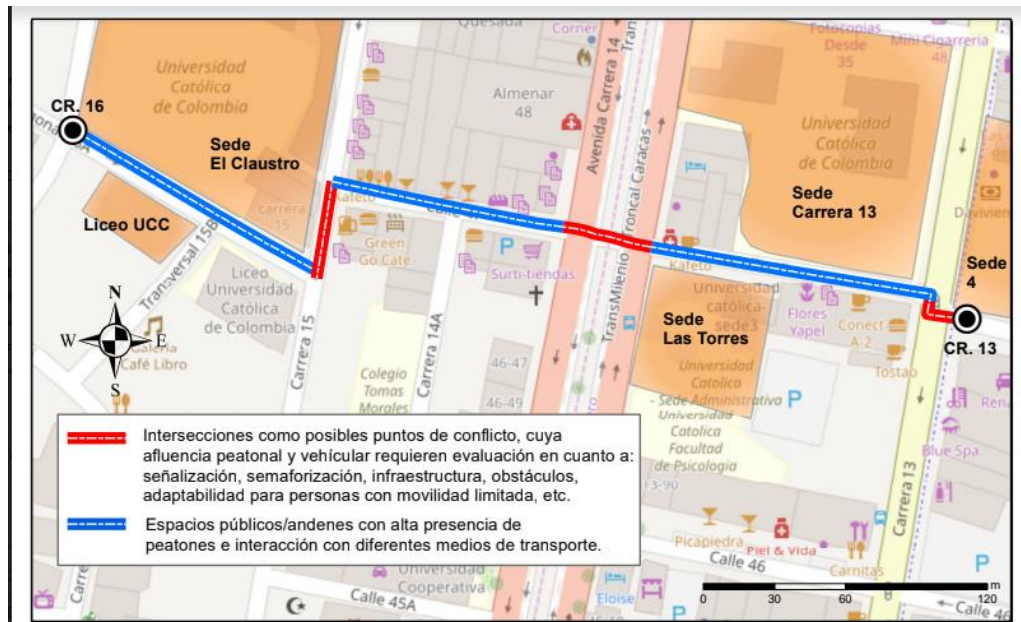 Quesada
Corner
Fotocopias
Desde
35
Mini Cigarreria
48
Universidad
Católica
de Colombia
CR. 16
Almenar
48
Avenida Carrera 14
Troncal Caracas
TransMilenio
Universidad
Católica
de Colombia
Sede
El Claustro
Sede
Carrera 13
Davivien
Liceo UCC
carrera
15
Kafeto
Transversal 15B
Green
Go Café
P
Surti-tiendas
Kafeto
Sede
4
Liceo
Universidad
Católica
de Colombia
Universidad
católica-
sede3
Flores
Yapel
Conect
A-2
CR. 13
Sede
Las Torres
Tostao
N
W
E
S
Galería
Café Libro
Carrera 15
Carrera 14A
46-47
46-49
Colegio
Tomas
Morales
Universidad
Catolica
- Sede Administrativa
Universidad
Catolica
Facultad
de Psicologia
P
13-90
Blue Spa
Carrera 13
Intersecciones como posibles puntos de conflicto, cuya
afluencia peatonal y vehícular requieren evaluación en cuanto a:
señalización, semaforización, infraestructura, obstáculos,
adaptabilidad para personas con movilidad limitada, etc.
Espacios públicos/andenes con alta presencia de
peatones e interacción con diferentes medios de transporte.
Picapiedra
Piel & Vida
Carnitas
Calle 46
P
Universidad
Cooperativa
Calle 45A
Eloise
P
m
0 30 60 120
Calle 46